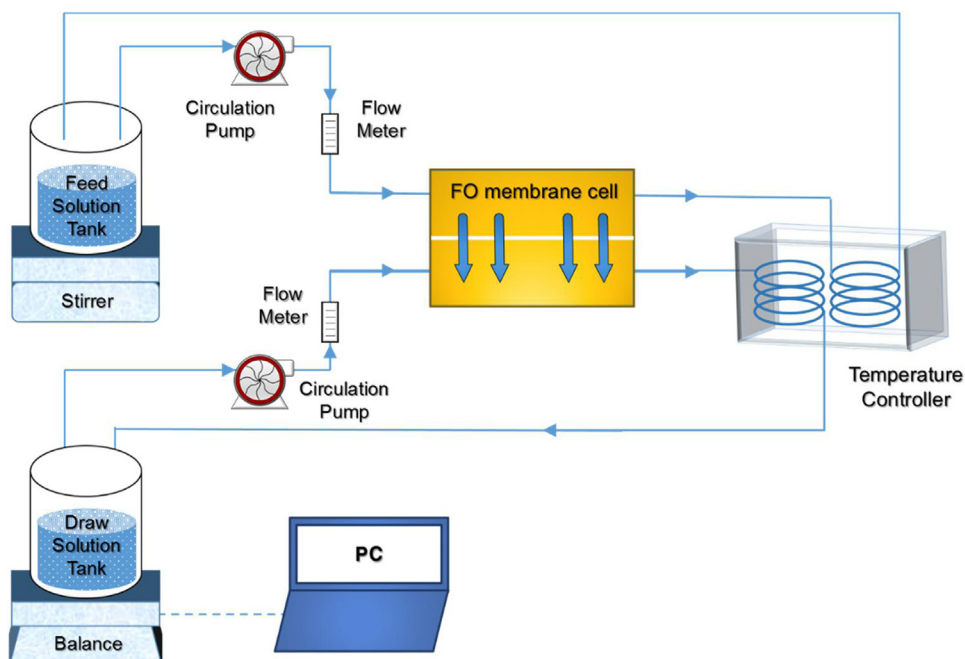 Circulation
Pump
Flow
Meter
Feed
Solution
Tank
FO membrane cell
Stirrer
Flow
Meter
Circulation
Pump
Temperature
Controller
Draw
Solution
Tank
PC
Balance